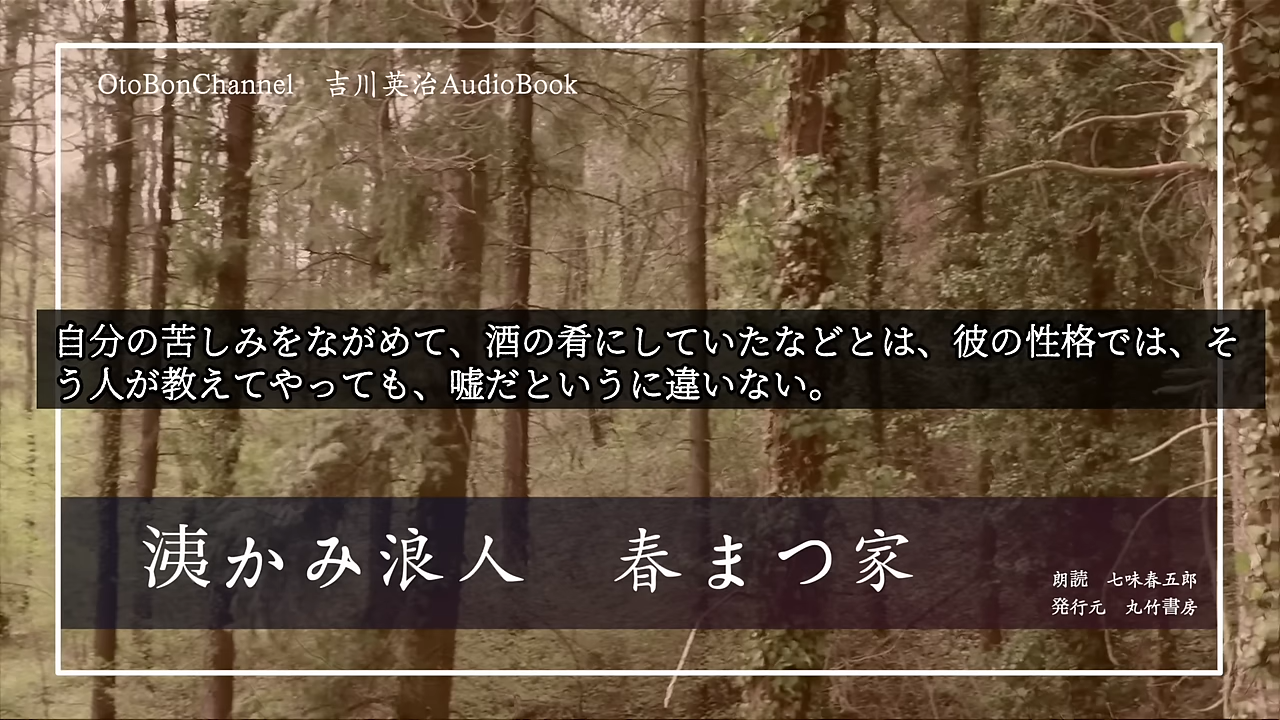 OtoBonChannel　吉川英治AudioBook
自分の苦しみをながめて、酒の肴にしていたなどとは、彼の性格では、そ
う人が教えてやっても、嘘だというに違いない。
洟かみ浪人　春まつ家
朗読　七味春五郎
発行元　丸竹書房